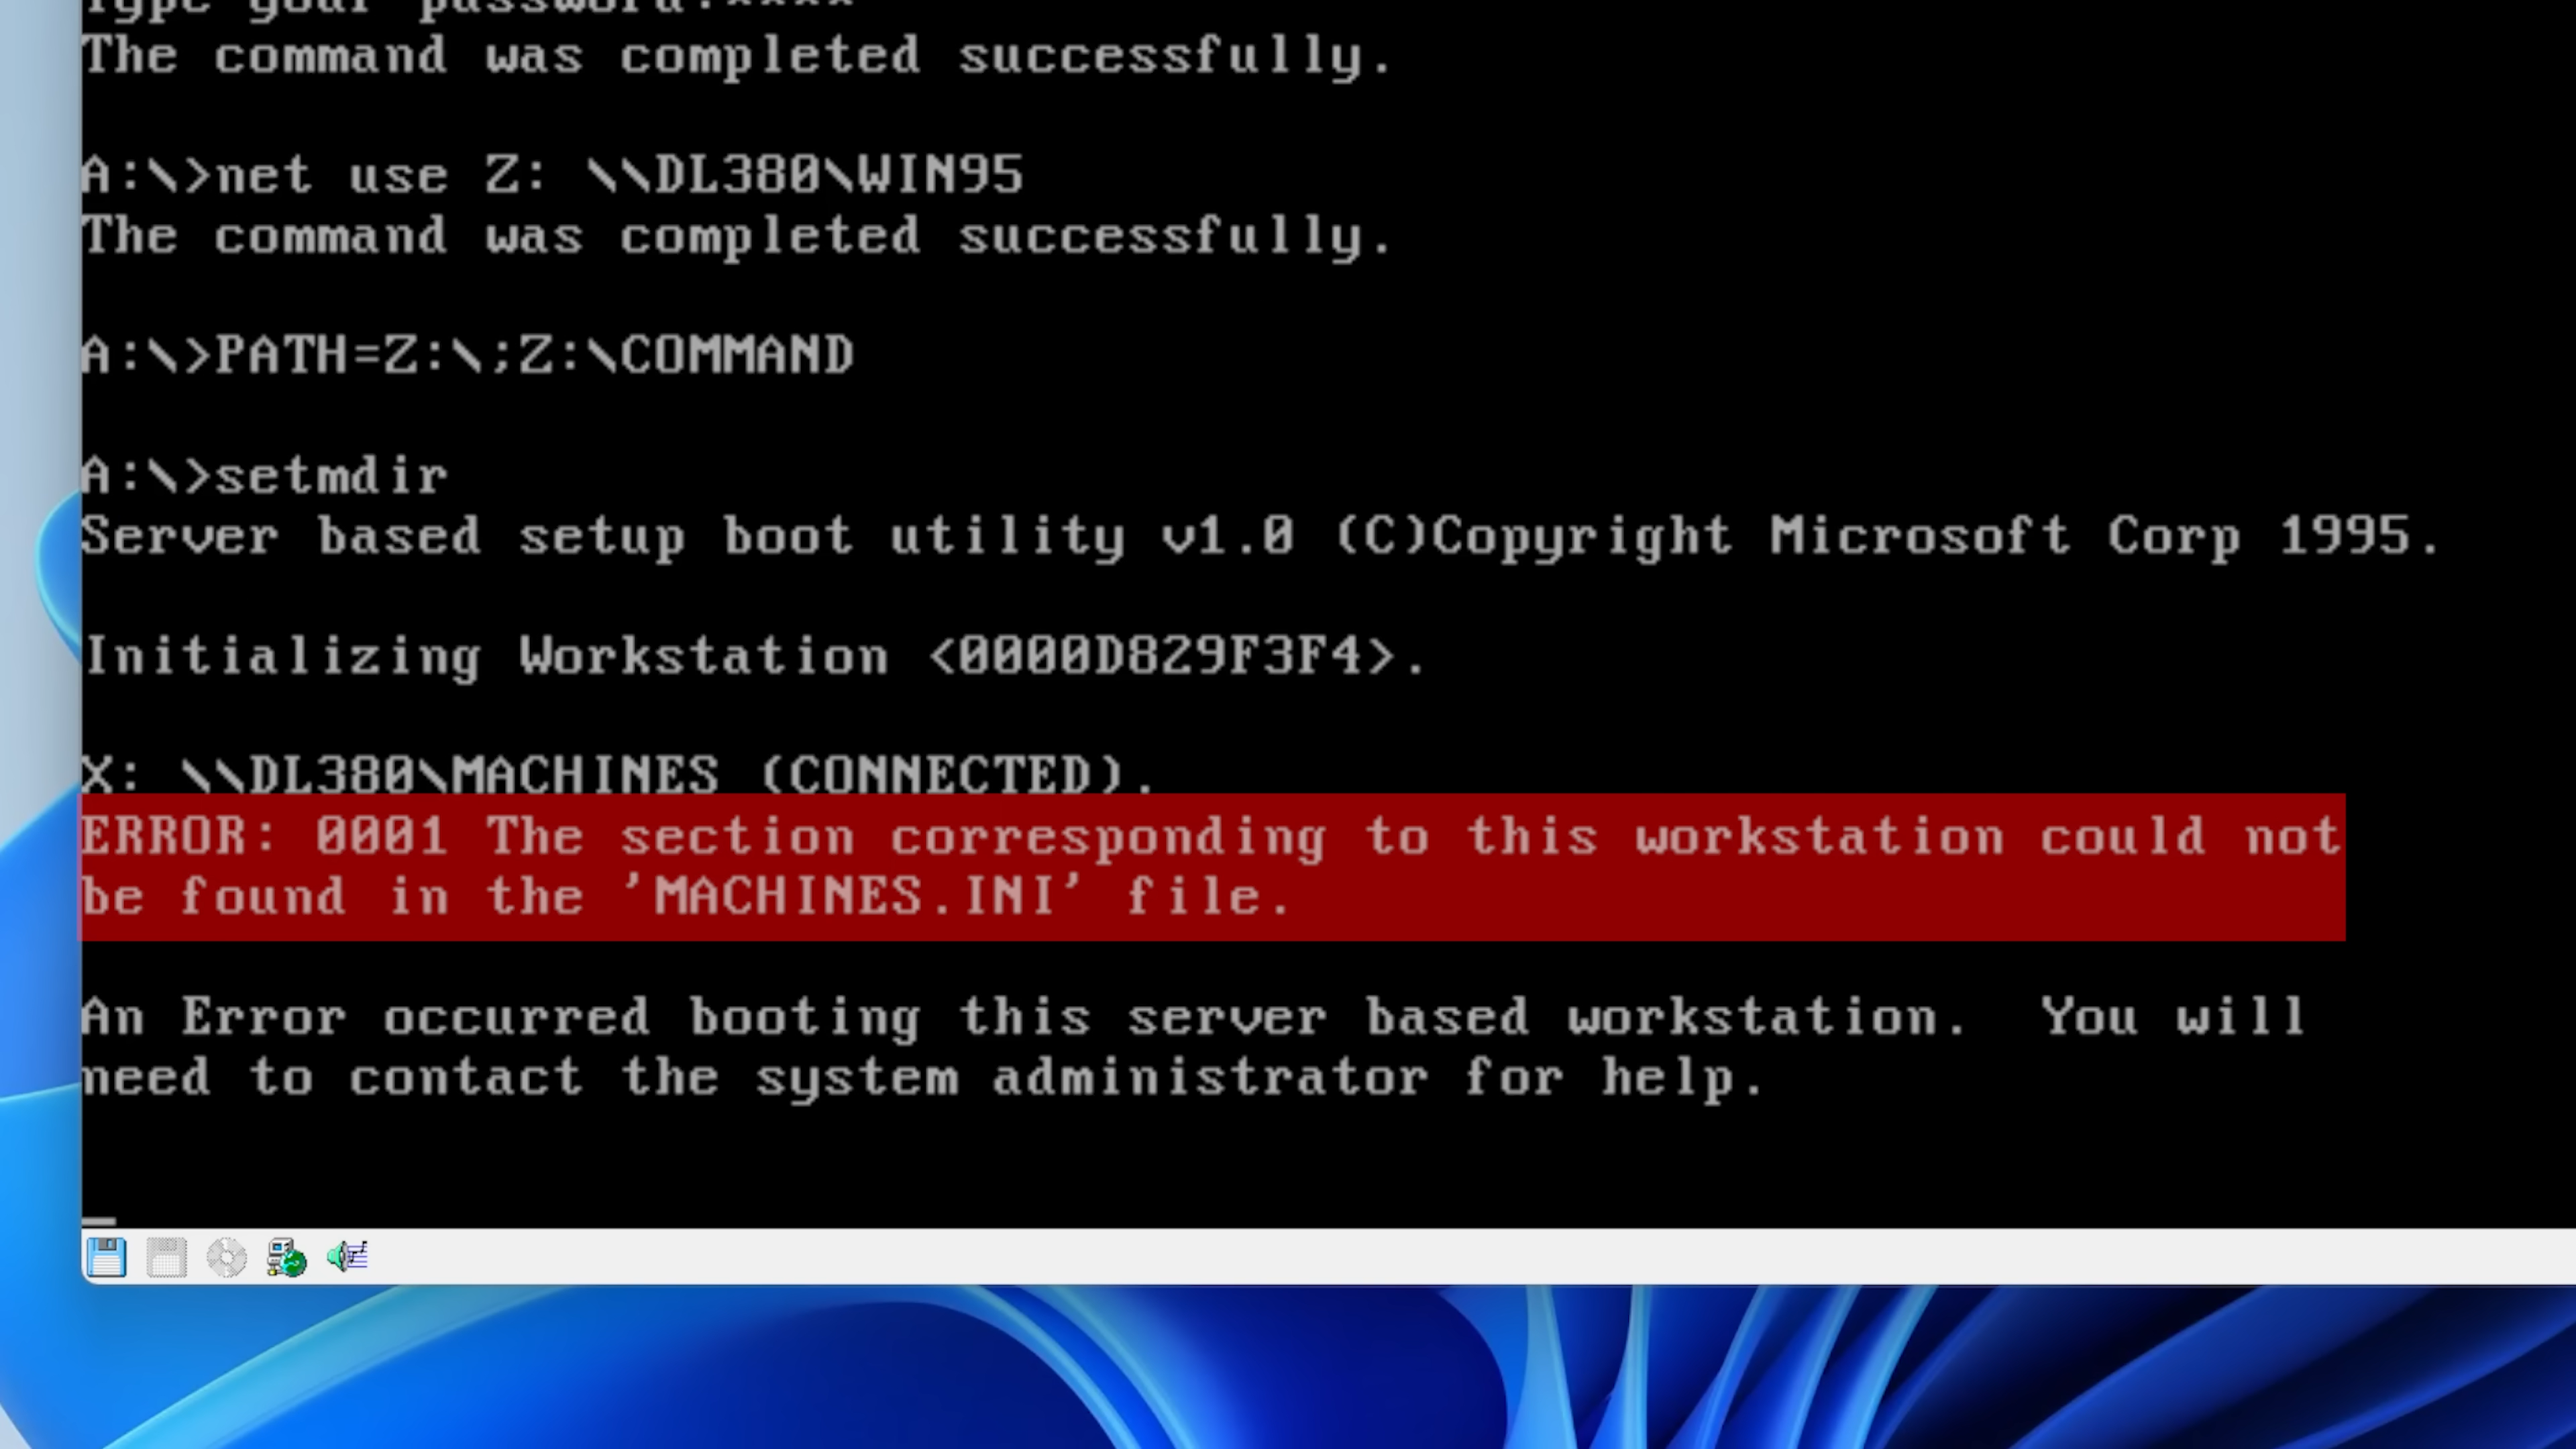 Type your password:****
The command was completed successfully.
A:\>net use Z: \\DL380\WIN95
The command was completed successfully.
A:\>PATH=Z:\;Z:\COMMAND
A:\>setmdir
Server based setup boot utility v1.0 (C)Copyright Microsoft Corp 1995.
Initializing Workstation <0000D829F3F4>.
X: \\DL380\MACHINES (CONNECTED).
ERROR: 0001 The section corresponding to this workstation could not
be found in the 'MACHINES.INI' file.
An Error occurred booting this server based workstation.  You will
need to contact the system administrator for help.